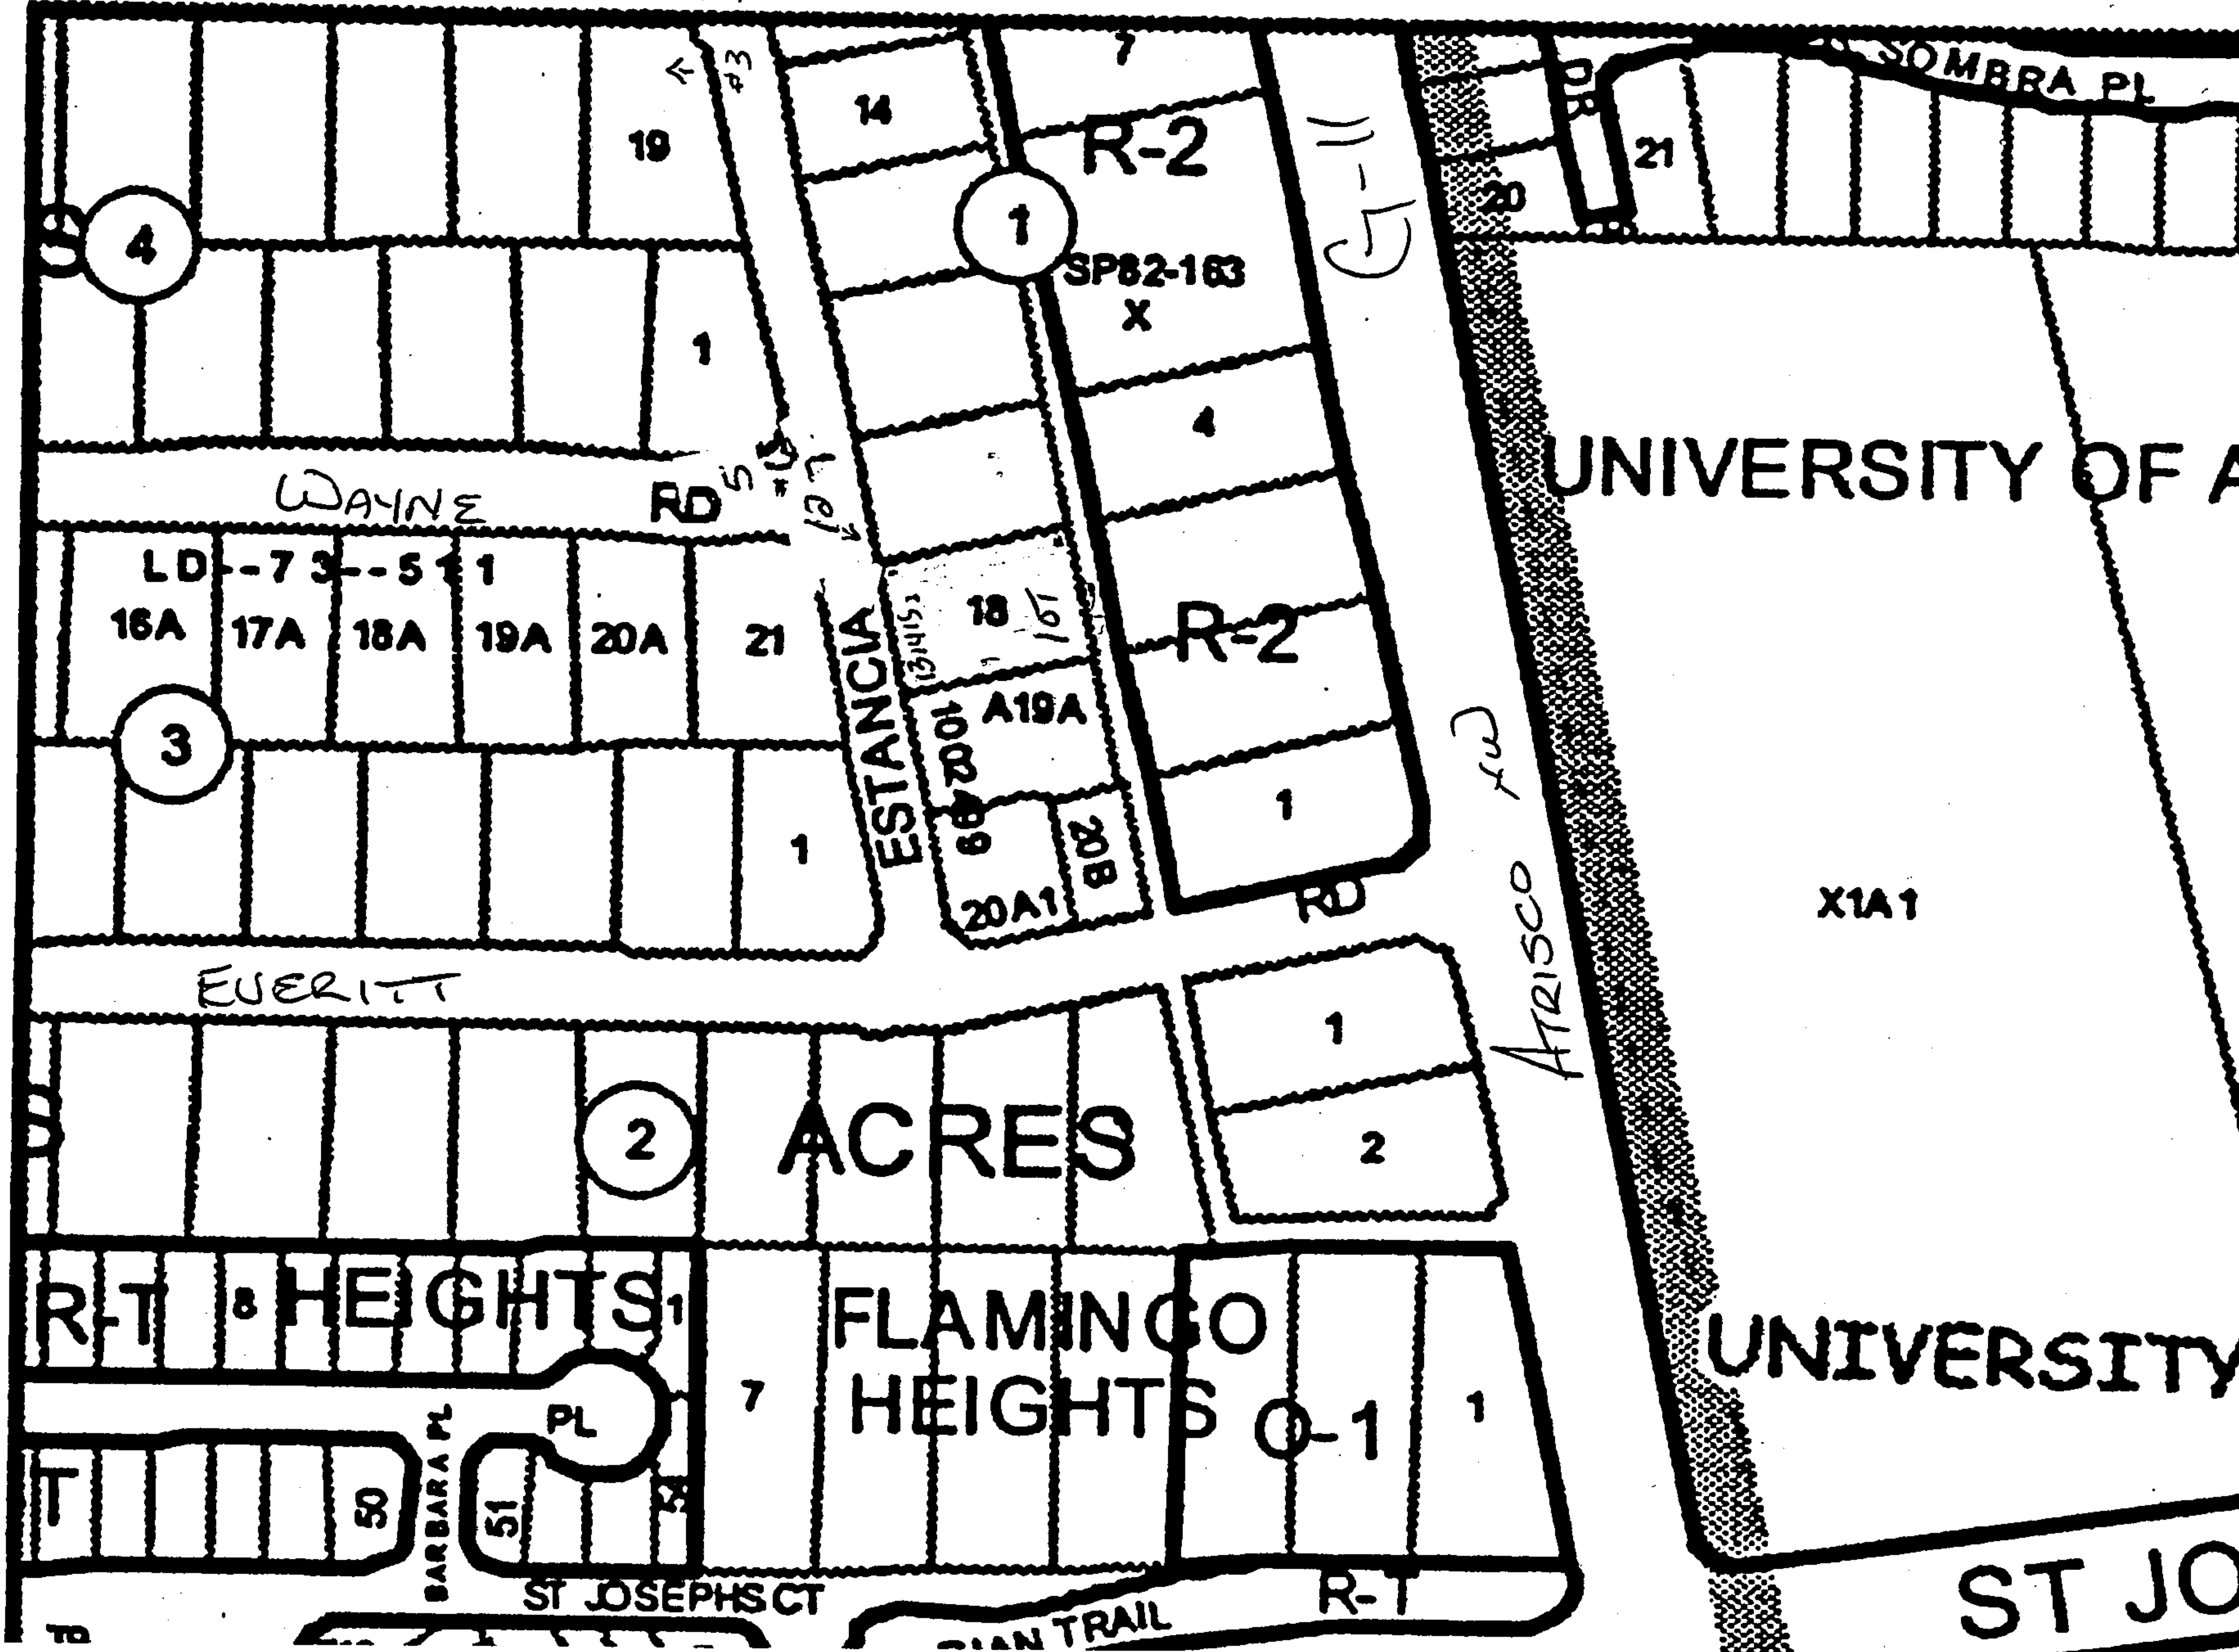 SOMBRA PL
7
#3
14
DR
R-2
19
21
G-11
20
1
4
SP82-163
X
1
4
UNIVERSITY OF A
WAYNE RD
5
LD--73--511
18
16A
17A
18A
19A
20A
21
R-2
ESTANCIA
A19A
3
1
1
20B
X1A1
RD
20A1
ATRISCO RD
EVERITT
1
2
ACRES
2
R-T
8
HEIGHTS
1
FLAMINGO
UNIVERSITY
7
HEIGHTS
O-1
1
PL
BARBARA PL
T
50
51
ST JOSEPHS CT
R-T
ST JO
TRAIL